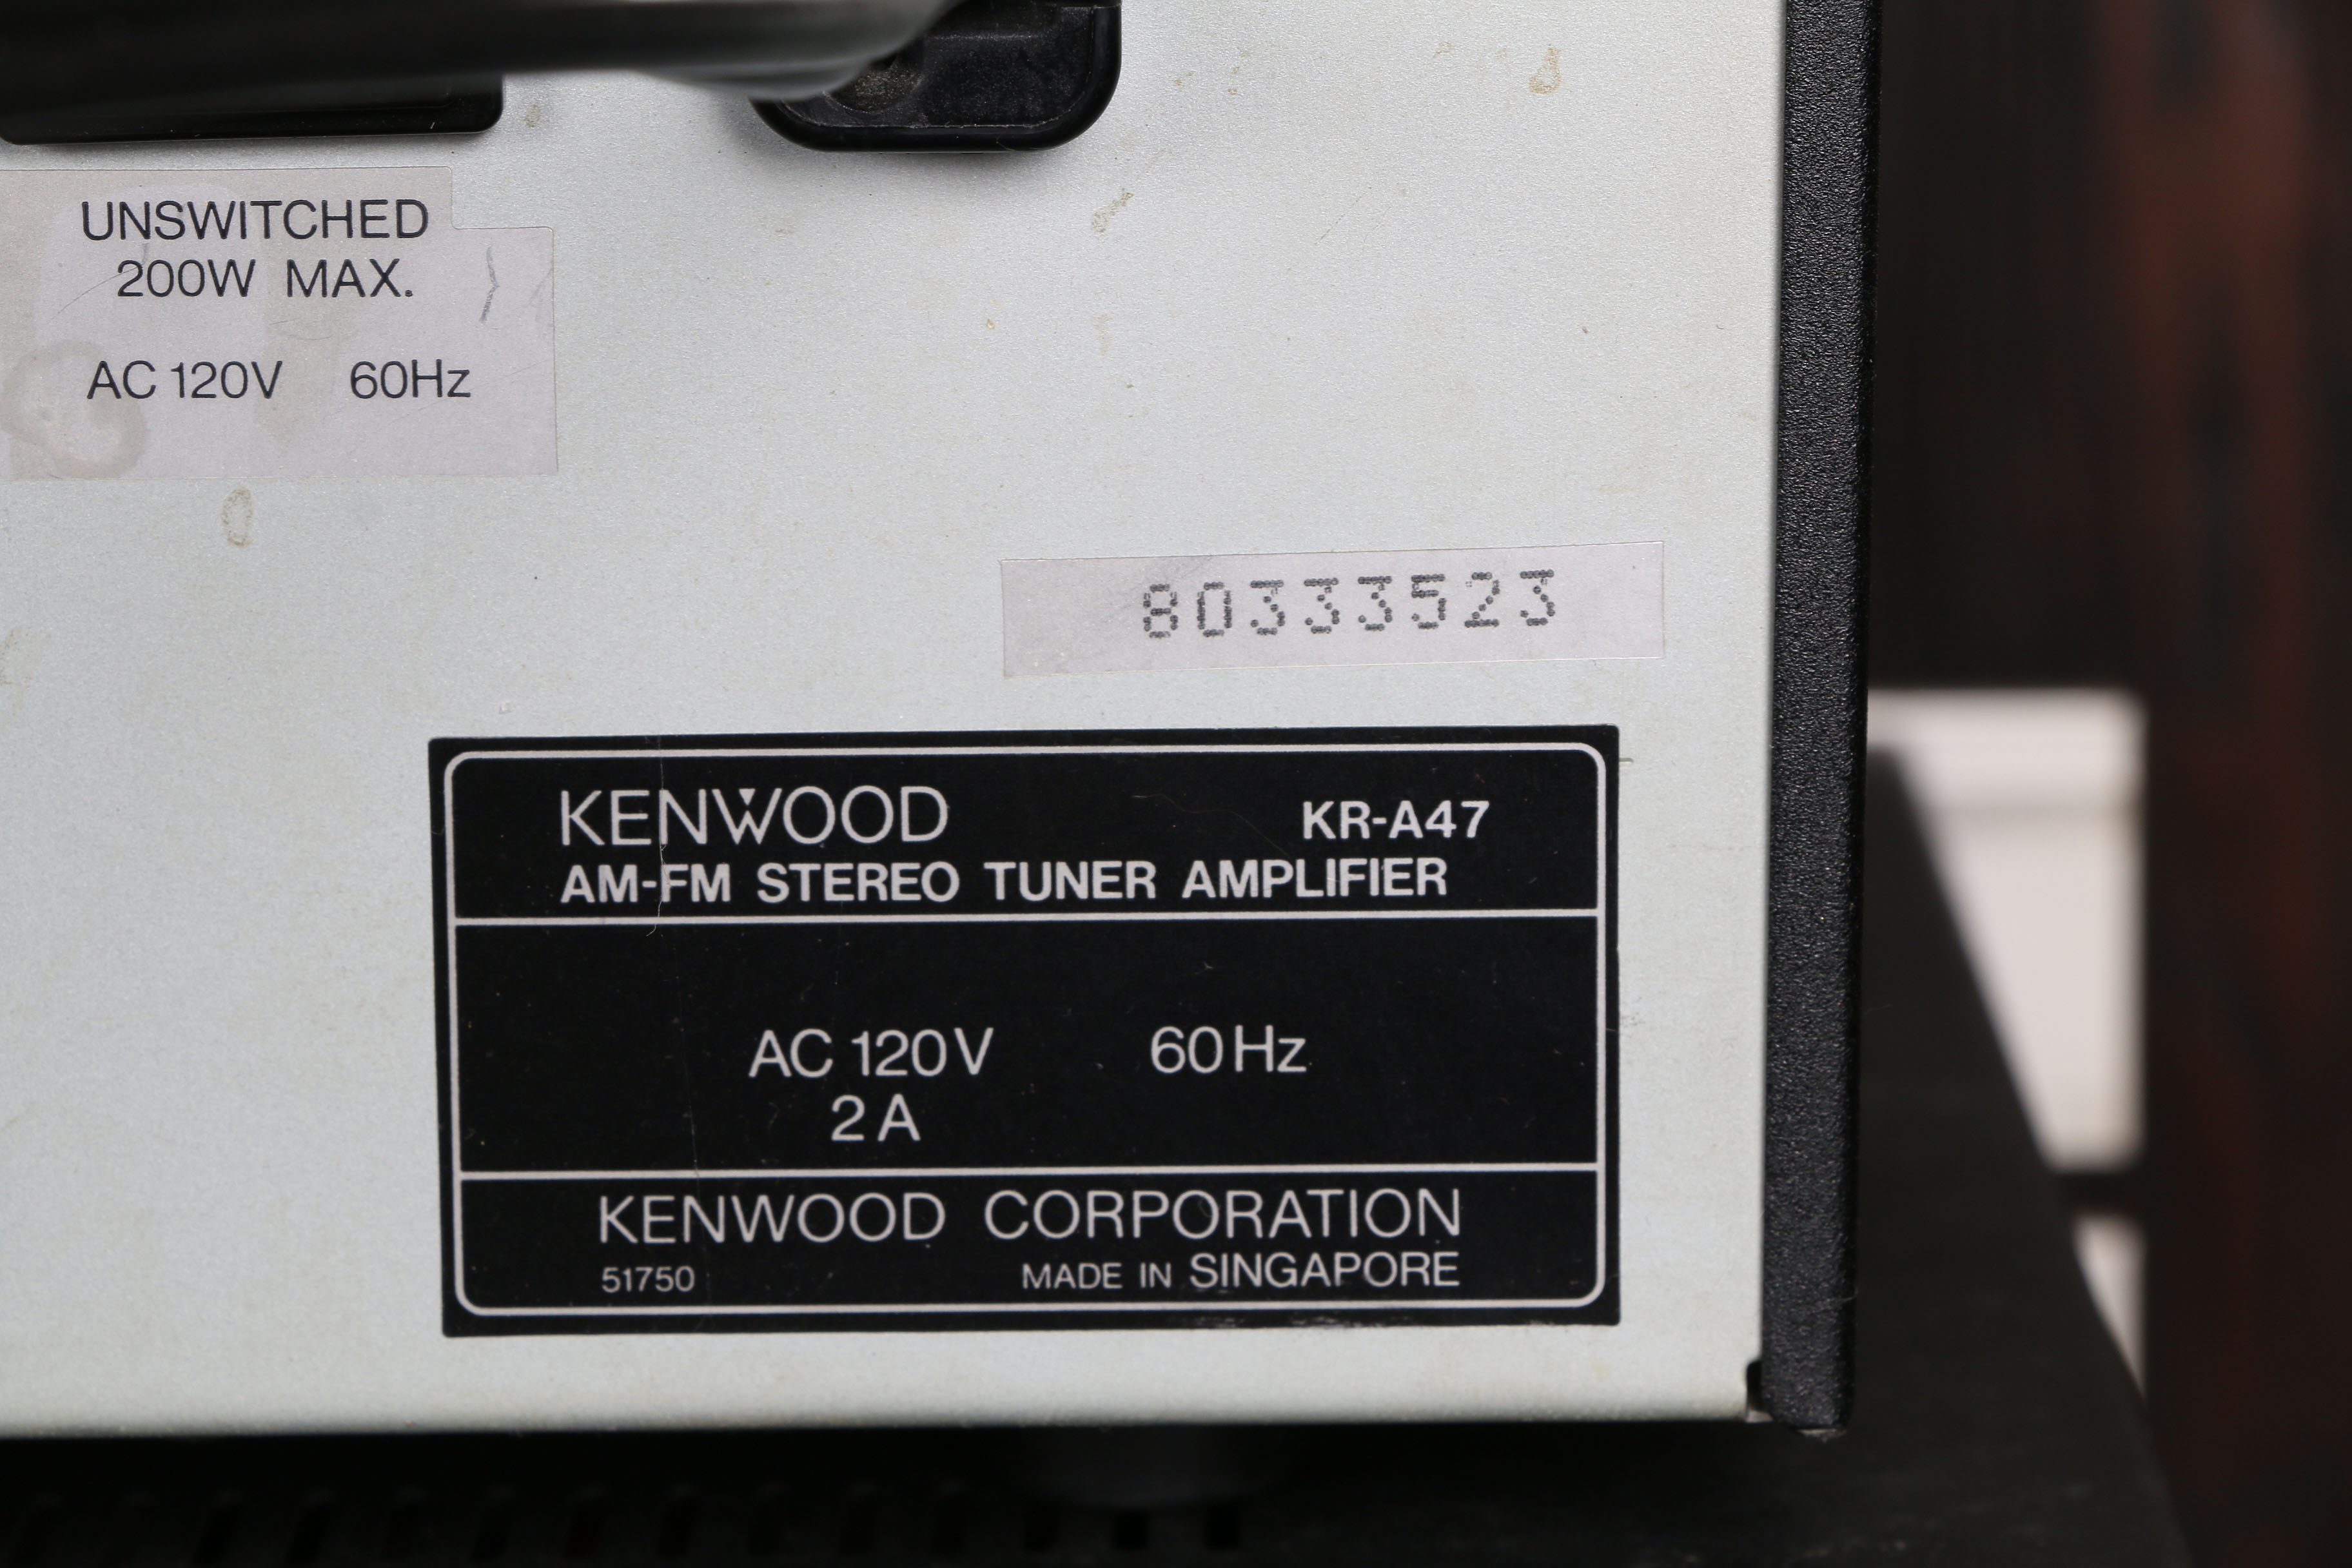 UNSWITCHED
200W MAX.
AC 120V 60Hz
80333523
KENWOOD KR-A47
AM-FM STEREO TUNER AMPLIFIER
AC 120V 60Hz
2 A
KENWOOD CORPORATION
51750 MADE IN SINGAPORE